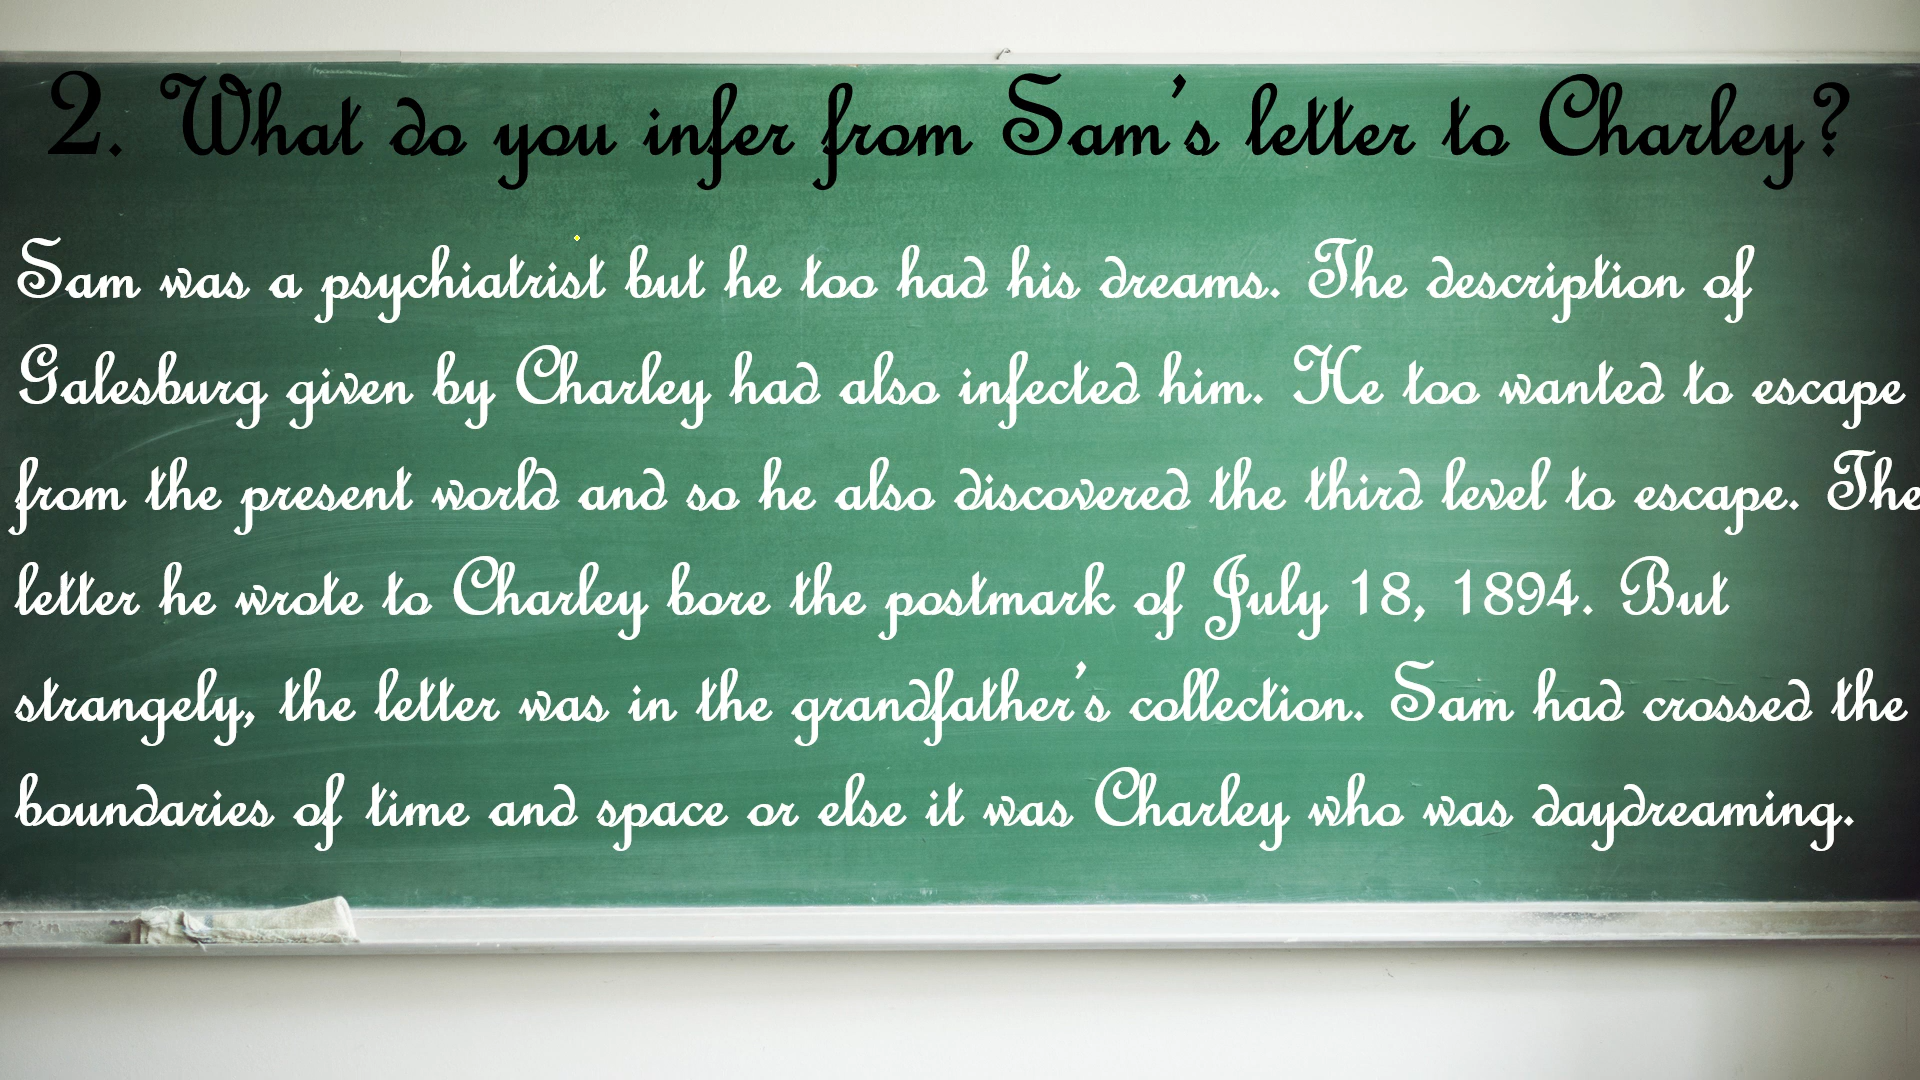 2. What do you infer from Sam's letter to Charley?
Sam was a psychiatrist but he too had his dreams. The description of
Galesburg given by Charley had also infected him. He too wanted to escape
from the present world and so he also discovered the third level to escape. The
letter he wrote to Charley bore the postmark of July 18, 1894. But
strangely, the letter was in the grandfather's collection. Sam had crossed the
boundaries of time and space or else it was Charley who was daydreaming.